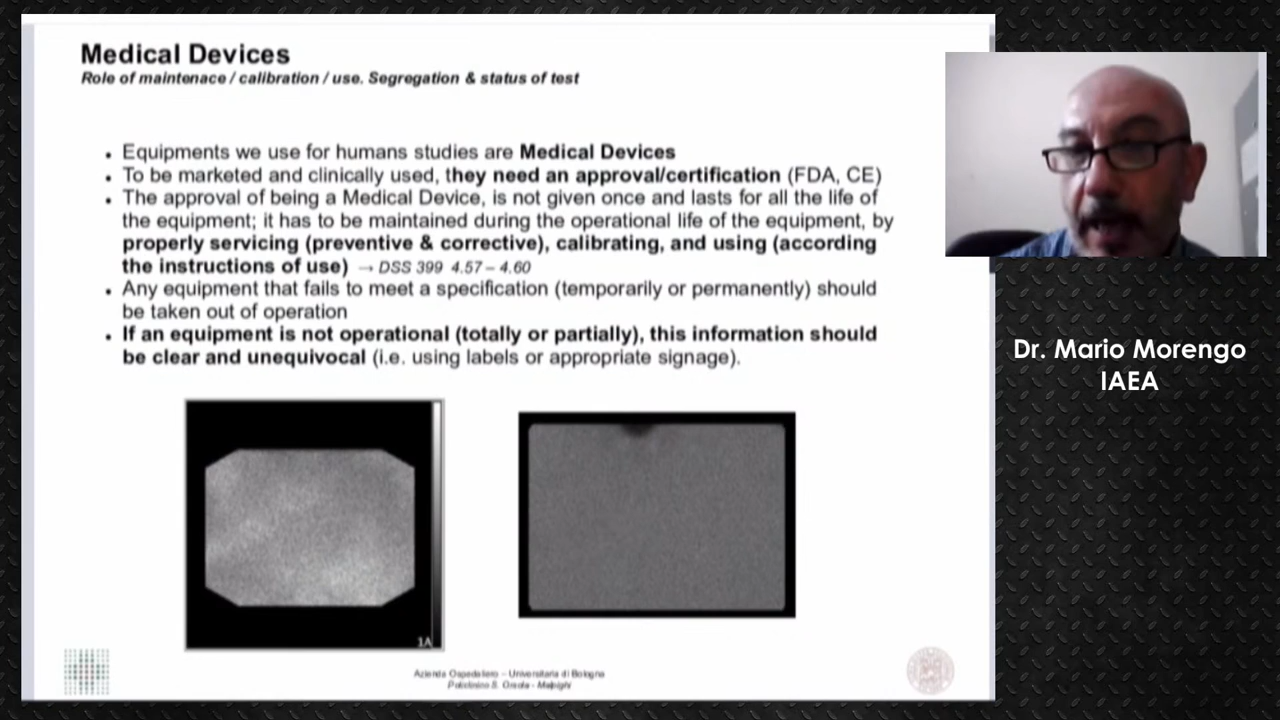 Medical Devices
Role of maintenace / calibration / use. Segregation & status of test
• Equipments we use for humans studies are Medical Devices
• To be marketed and clinically used, they need an approval/certification (FDA, CE)
• The approval of being a Medical Device, is not given once and lasts for all the life of
the equipment; it has to be maintained during the operational life of the equipment, by
properly servicing (preventive & corrective), calibrating, and using (according
the instructions of use) → DSS 399 4.57 – 4.60
• Any equipment that fails to meet a specification (temporarily or permanently) should
be taken out of operation
• If an equipment is not operational (totally or partially), this information should
be clear and unequivocal (i.e. using labels or appropriate signage).
1A
Azienda Ospedaliero – Universitaria di Bologna
Policlinico S. Orsola - Malpighi
Dr. Mario Morengo
IAEA